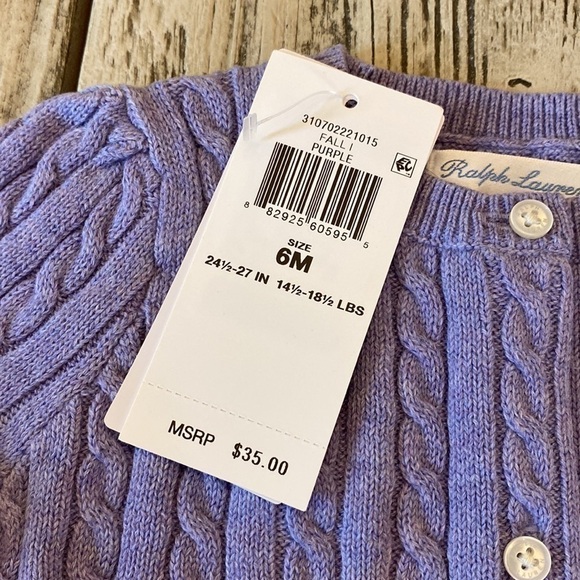 310702221015
FALL I
PURPLE
8 82925 60595 5
SIZE
6M
24½-27 IN 14½-18½ LBS
MSRP $35.00
Ralph